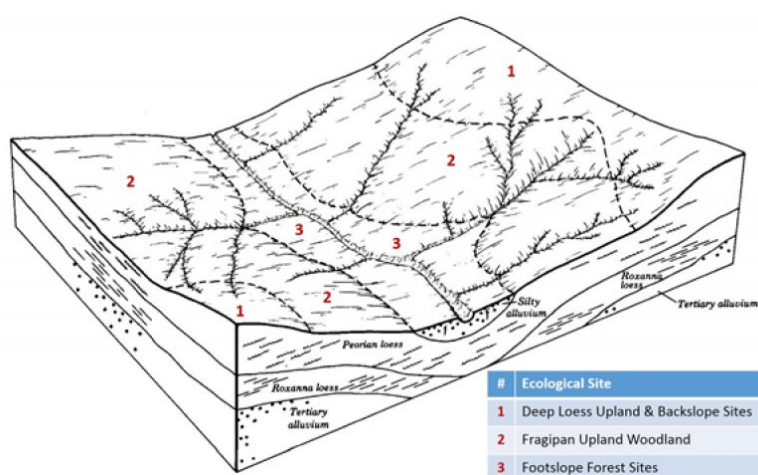 1
2
2
3
3
2
1
Roxanna
loess
Tertiary alluvium
Silty
alluvium
Peorian loess
Roxanna loess
Tertiary
alluvium
# Ecological Site
1 Deep Loess Upland & Backslope Sites
2 Fragipan Upland Woodland
3 Footslope Forest Sites